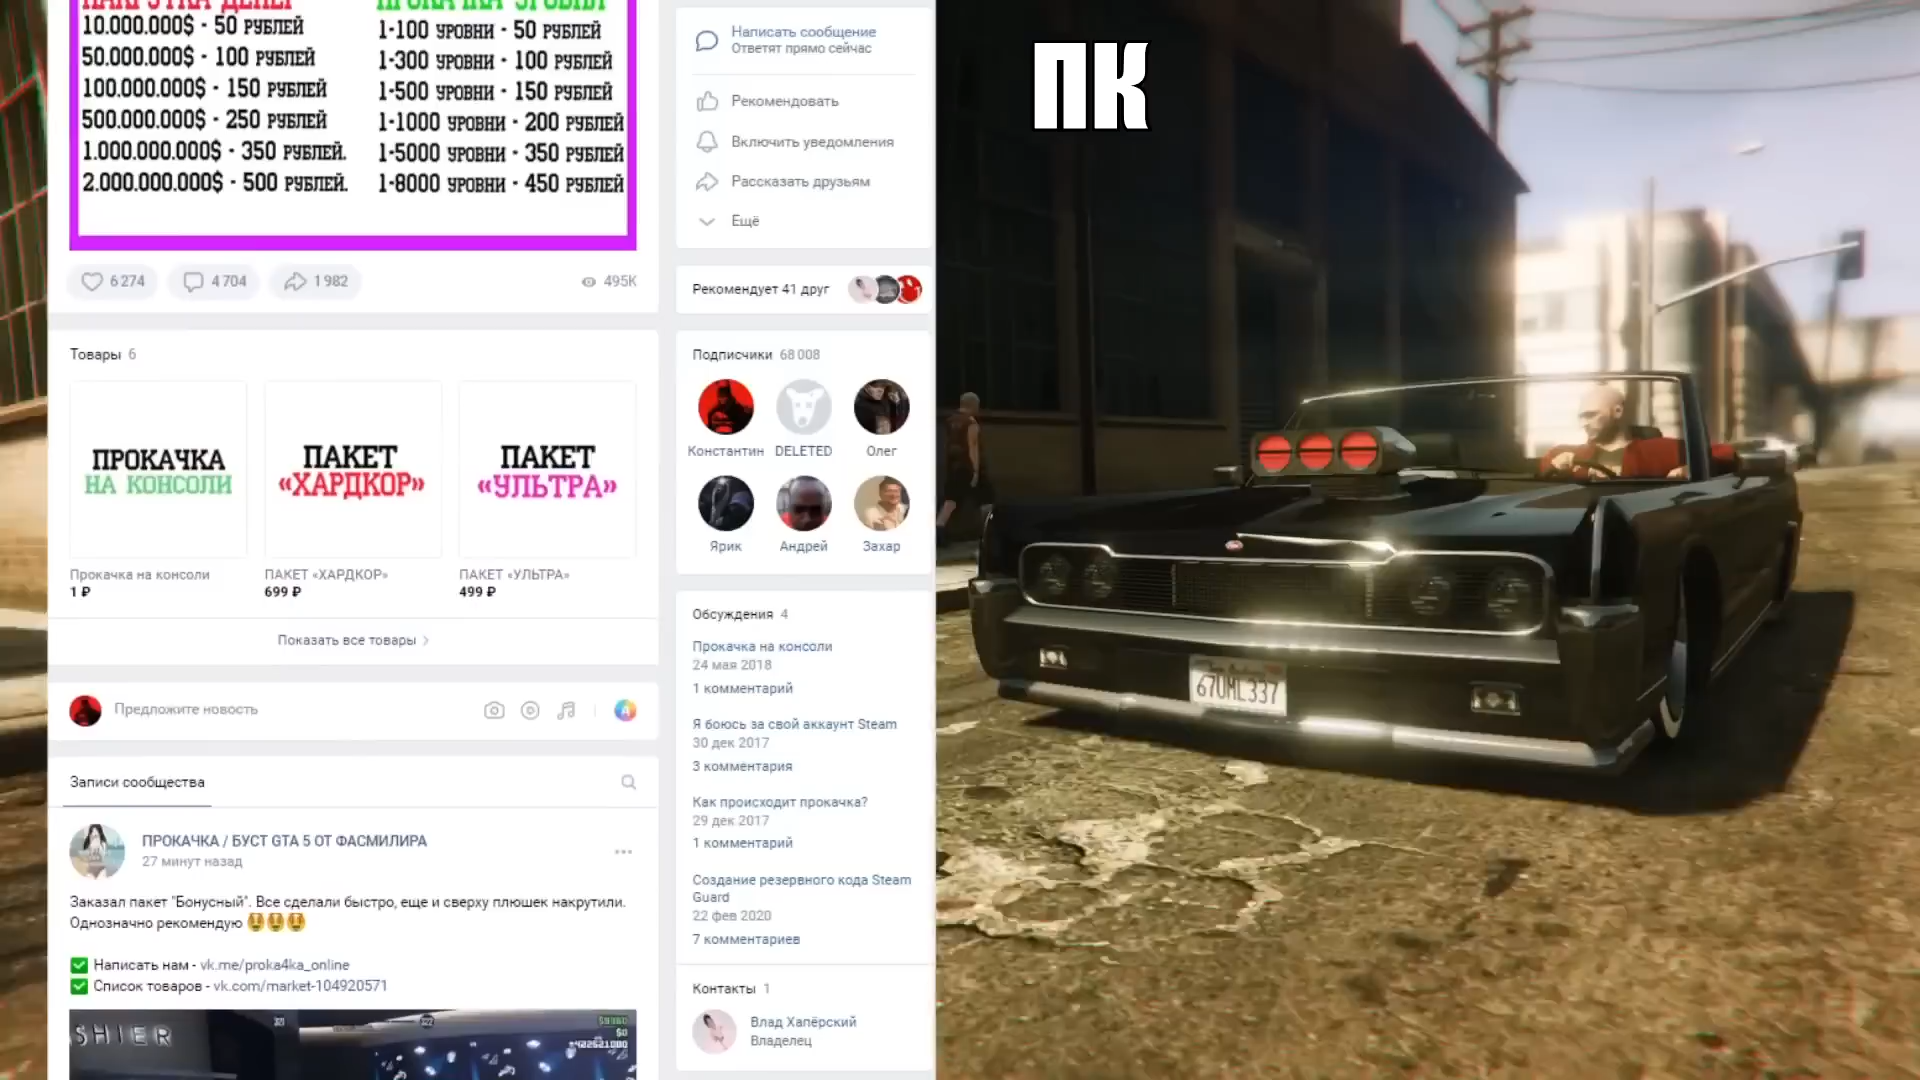 НАКРУТКА ДЕНЕГ
10.000.000$ - 50 РУБЛЕЙ
50.000.000$ - 100 РУБЛЕЙ
100.000.000$ - 150 РУБЛЕЙ
500.000.000$ - 250 РУБЛЕЙ
1.000.000.000$ - 350 РУБЛЕЙ.
2.000.000.000$ - 500 РУБЛЕЙ.
ПРОКАЧКА УРОВНЯ
1-100 УРОВНИ - 50 РУБЛЕЙ
1-300 УРОВНИ - 100 РУБЛЕЙ
1-500 УРОВНИ - 150 РУБЛЕЙ
1-1000 УРОВНИ - 200 РУБЛЕЙ
1-5000 УРОВНИ - 350 РУБЛЕЙ
1-8000 УРОВНИ - 450 РУБЛЕЙ
6 274
4 704
1 982
495K
Товары 6
ПРОКАЧКА
НА КОНСОЛИ
ПАКЕТ
«ХАРДКОР»
ПАКЕТ
«УЛЬТРА»
Прокачка на консоли
1 ₽
ПАКЕТ «ХАРДКОР»
699 ₽
ПАКЕТ «УЛЬТРА»
499 ₽
Показать все товары
Предложите новость
Записи сообщества
ПРОКАЧКА / БУСТ GTA 5 ОТ ФАСМИЛИРА
27 минут назад
Заказал пакет "Бонусный". Все сделали быстро, еще и сверху плюшек накрутили.
Однозначно рекомендую 🤑🤑🤑
✅ Написать нам - vk.me/proka4ka_online
✅ Список товаров - vk.com/market-104920571
SHIER
Написать сообщение
Ответят прямо сейчас
Рекомендовать
Включить уведомления
Рассказать друзьям
Ещё
Рекомендует 41 друг
Подписчики 68 008
Константин
DELETED
Олег
Ярик
Андрей
Захар
Обсуждения 4
Прокачка на консоли
24 мая 2018
1 комментарий
Я боюсь за свой аккаунт Steam
30 дек 2017
3 комментария
Как происходит прокачка?
29 дек 2017
1 комментарий
Создание резервного кода Steam
Guard
22 фев 2020
7 комментариев
Контакты 1
Влад Хапёрский
Владелец
ПК
67UML337